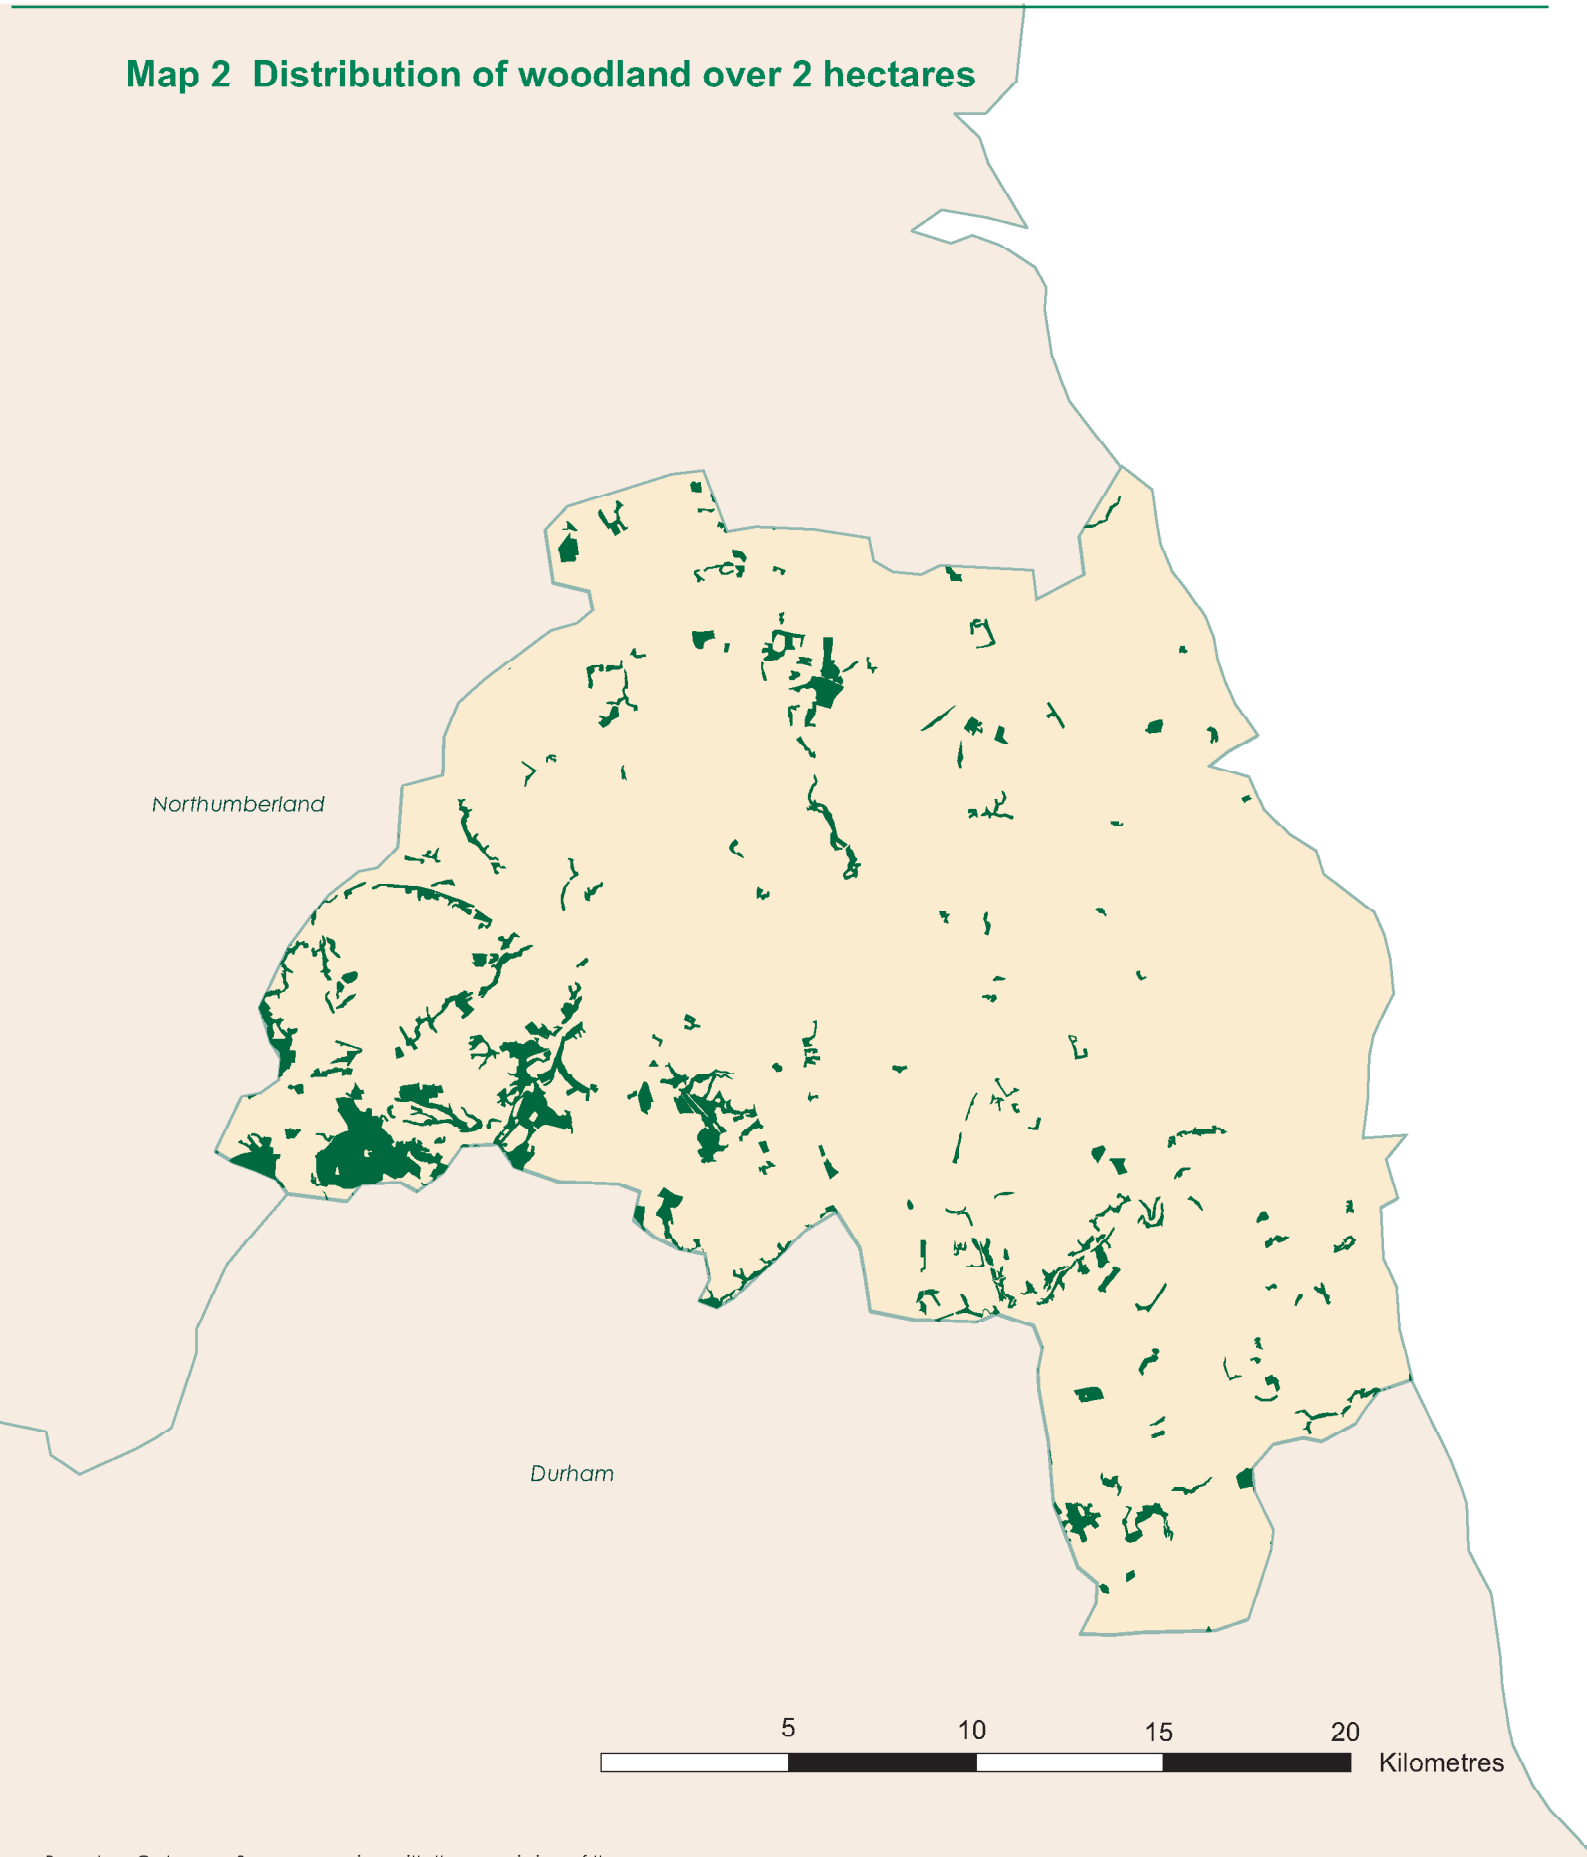 Map 2 Distribution of woodland over 2 hectares
Northumberland
Durham
5 10 15 20
Kilometres